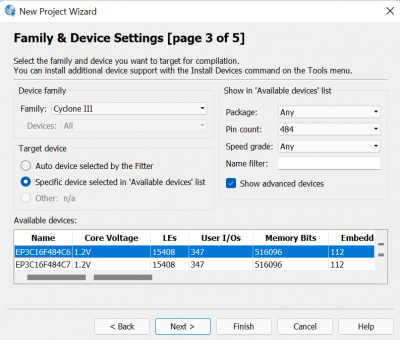 New Project Wizard
Family & Device Settings [page 3 of 5]
Select the family and device you want to target for compilation.
You can install additional device support with the Install Devices command on the Tools menu.
Device family
Family: Cyclone III
Devices: All
Show in 'Available devices' list
Package: Any
Pin count: 484
Speed grade: Any
Name filter:
Show advanced devices
Target device
Auto device selected by the Fitter
Specific device selected in 'Available devices' list
Other: n/a
Available devices:
Name Core Voltage LEs User I/Os Memory Bits Embedd
EP3C16F484C6 1.2V 15408 347 516096 112
EP3C16F484C7 1.2V 15408 347 516096 112
< Back Next > Finish Cancel Help